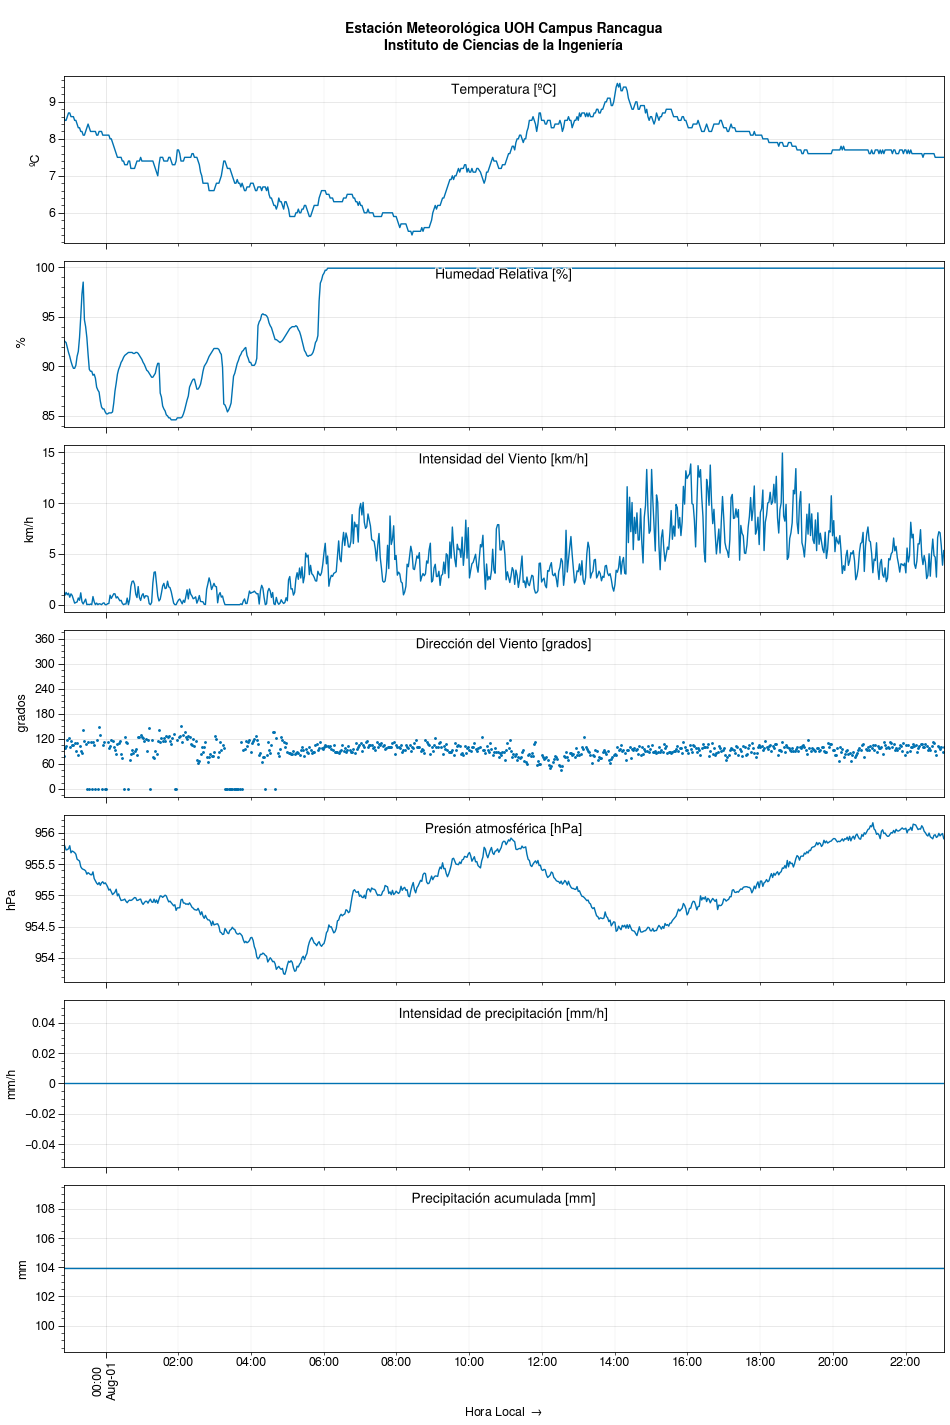 Estación Meteorológica UOH Campus Rancagua
Instituto de Ciencias de la Ingeniería
Temperatura [ºC]
ºC
9
8
7
6
Humedad Relativa [%]
%
100
95
90
85
Intensidad del Viento [km/h]
km/h
15
10
5
0
Dirección del Viento [grados]
grados
360
300
240
180
120
60
0
Presión atmosférica [hPa]
hPa
956
955.5
955
954.5
954
Intensidad de precipitación [mm/h]
mm/h
0.04
0.02
0
−0.02
−0.04
Precipitación acumulada [mm]
mm
108
106
104
102
100
00:00
Aug-01
02:00 04:00 06:00 08:00 10:00 12:00 14:00 16:00 18:00 20:00 22:00
Hora Local →